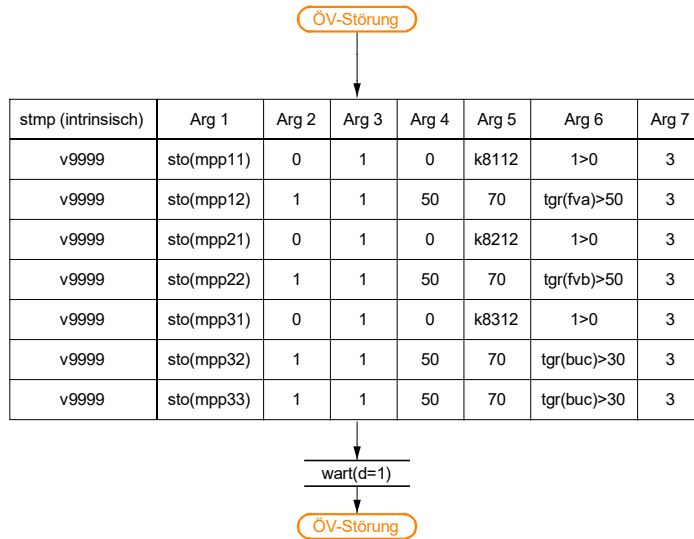 ÖV-Störung
stmp (intrinsisch) Arg 1 Arg 2 Arg 3 Arg 4 Arg 5 Arg 6 Arg 7
v9999 sto(mpp11) 0 1 0 k8112 1>0 3
v9999 sto(mpp12) 1 1 50 70 tgr(fva)>50 3
v9999 sto(mpp21) 0 1 0 k8212 1>0 3
v9999 sto(mpp22) 1 1 50 70 tgr(fvb)>50 3
v9999 sto(mpp31) 0 1 0 k8312 1>0 3
v9999 sto(mpp32) 1 1 50 70 tgr(buc)>30 3
v9999 sto(mpp33) 1 1 50 70 tgr(buc)>30 3
wart(d=1)
ÖV-Störung